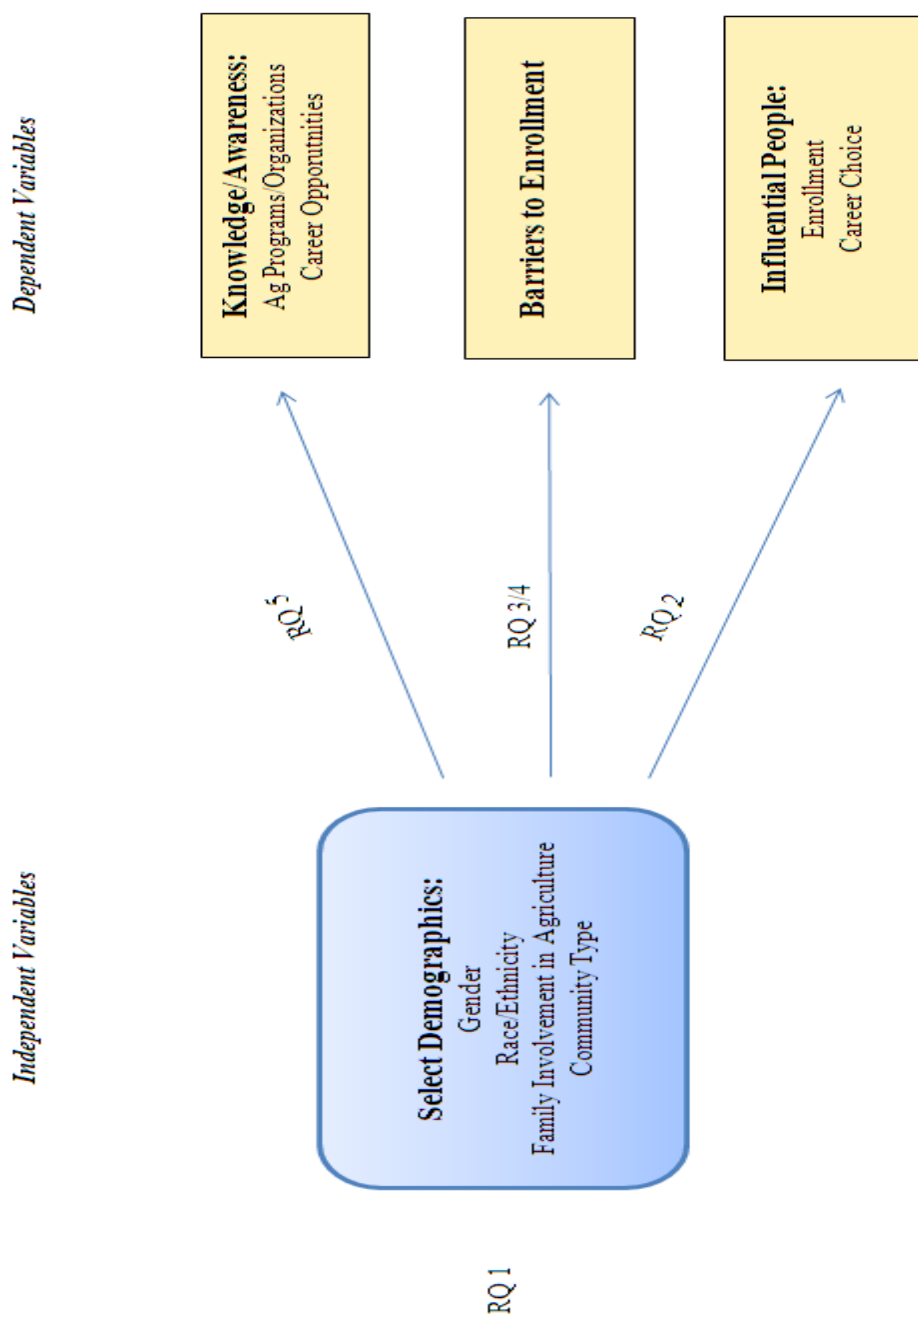 Independent Variables
Dependent Variables
RQ 1
Select Demographics:
Gender
Race/Ethnicity
Family Involvement in Agriculture
Community Type
RQ 5
RQ 3/4
RQ 2
Knowledge/Awareness:
Ag Programs/Organizations
Career Opporutnities
Barriers to Enrollment
Influential People:
Enrollment
Career Choice